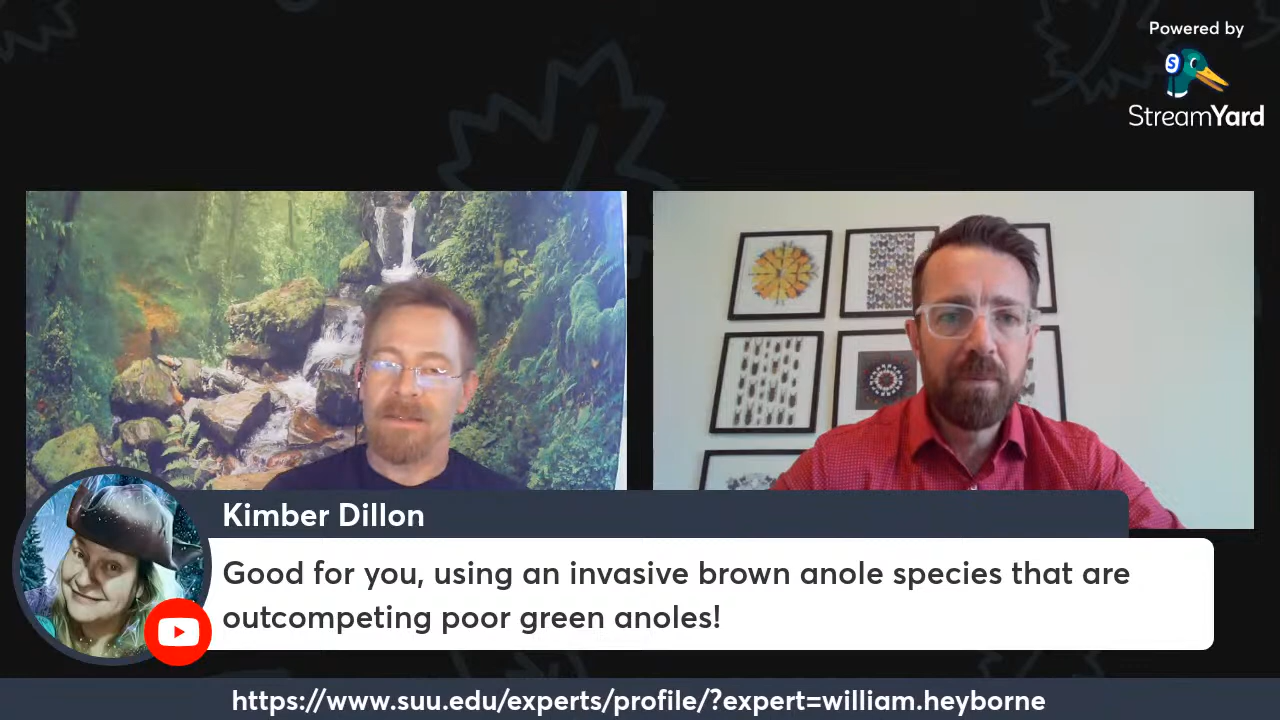 Powered by
S
StreamYard
Kimber Dillon
Good for you, using an invasive brown anole species that are
outcompeting poor green anoles!
https://www.suu.edu/experts/profile/?expert=william.heyborne